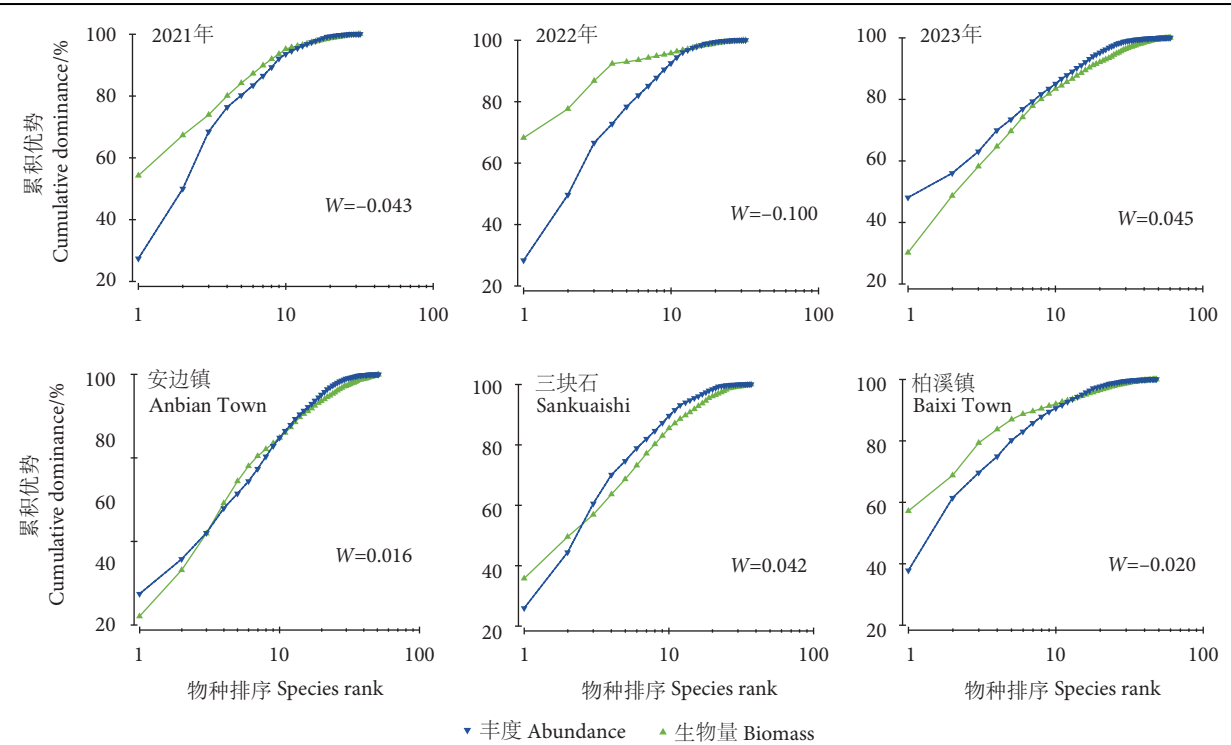 累积优势
Cumulative dominance/%
2021年
100
80
60
40
20
W=−0.043
1
10
100
2022年
100
80
60
40
20
W=−0.100
1
10
100
2023年
100
80
60
40
20
W=0.045
1
10
100
累积优势
Cumulative dominance/%
安边镇
Anbian Town
100
80
60
40
20
W=0.016
1
10
100
物种排序 Species rank
三块石
Sankuaishi
100
80
60
40
20
W=0.042
1
10
100
物种排序 Species rank
柏溪镇
Baixi Town
100
80
60
40
20
W=−0.020
1
10
100
物种排序 Species rank
丰度 Abundance
生物量 Biomass